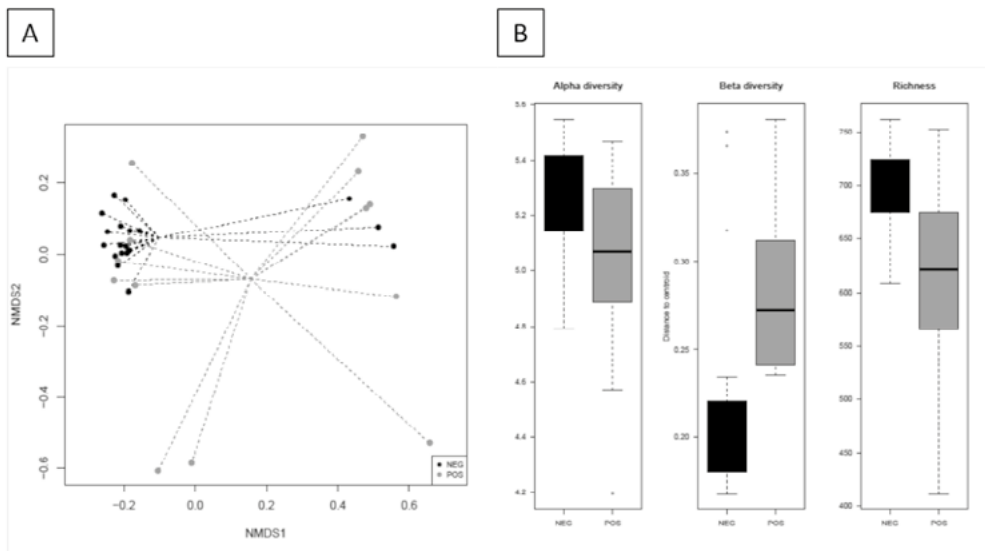 A
B
Alpha diversity
Beta diversity
Richness
NMDS2
0.2
0.0
−0.2
−0.4
−0.6
−0.2
0.0
0.2
0.4
0.6
NMDS1
NEG
POS
5.6
5.4
5.2
5.0
4.8
4.6
4.4
4.2
NEG
POS
Distance to centroid
0.35
0.30
0.25
0.20
NEG
POS
750
700
650
600
550
500
450
400
NEG
POS